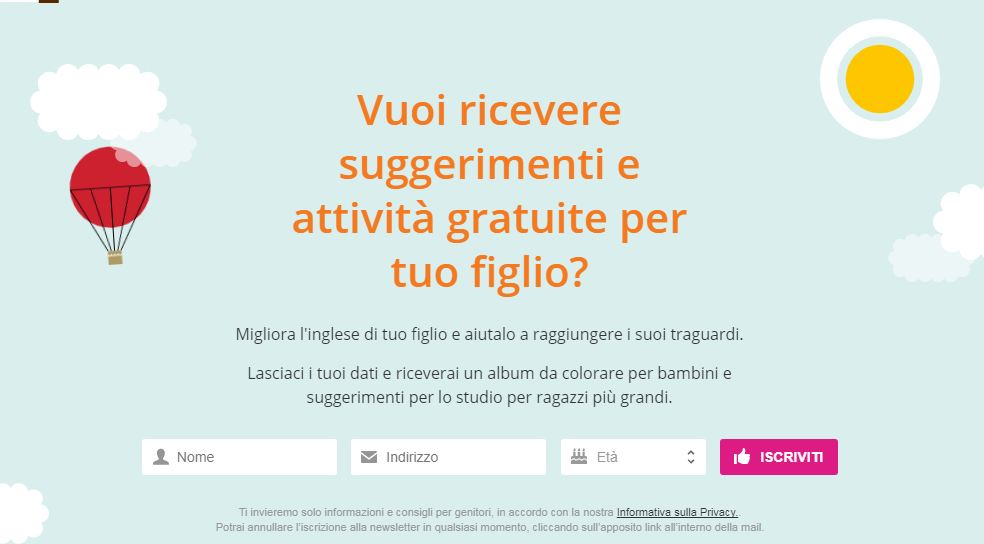 Vuoi ricevere
suggerimenti e
attività gratuite per
tuo figlio?
Migliora l'inglese di tuo figlio e aiutalo a raggiungere i suoi traguardi.
Lasciaci i tuoi dati e riceverai un album da colorare per bambini e
suggerimenti per lo studio per ragazzi più grandi.
Nome Indirizzo Età ISCRIVITI
Ti invieremo solo informazioni e consigli per genitori, in accordo con la nostra Informativa sulla Privacy..
Potrai annullare l'iscrizione alla newsletter in qualsiasi momento, cliccando sull'apposito link all'interno della mail.